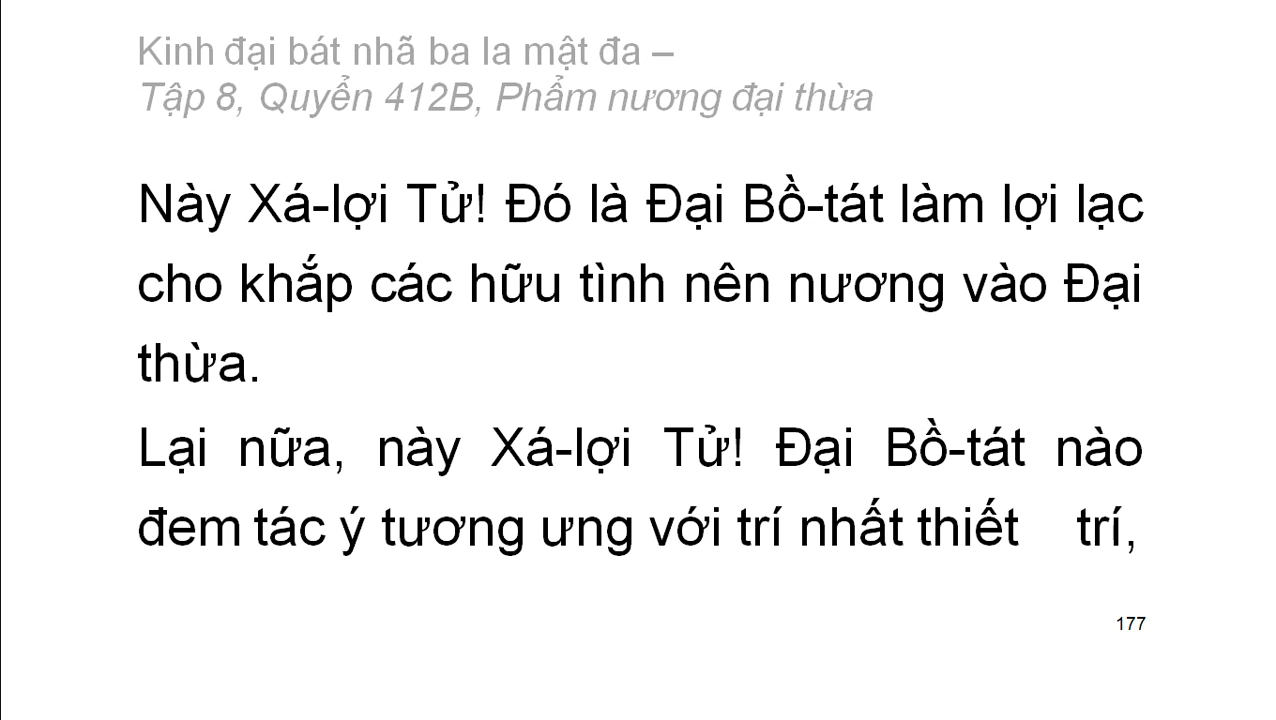 Kinh đại bát nhã ba la mật đa –
Tập 8, Quyển 412B, Phẩm nương đại thừa
Này Xá-lợi Tử! Đó là Đại Bồ-tát làm lợi lạc
cho khắp các hữu tình nên nương vào Đại
thừa.
Lại nữa, này Xá-lợi Tử! Đại Bồ-tát nào
đem tác ý tương ưng với trí nhất thiết trí,
177